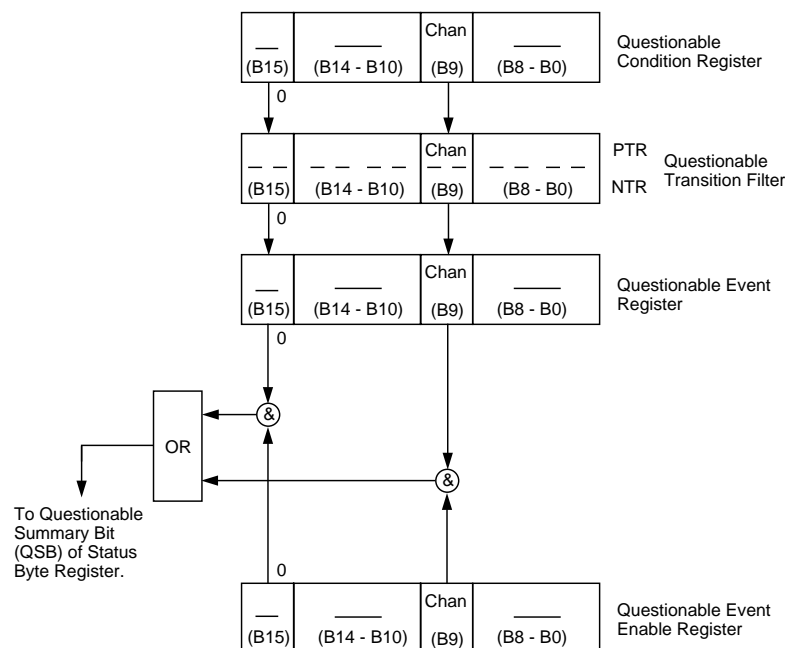 Chan
(B15) (B14 - B10) (B9) (B8 - B0)
Questionable
Condition Register
0
Chan
(B15) (B14 - B10) (B9) (B8 - B0)
PTR
NTR
Questionable
Transition Filter
0
Chan
(B15) (B14 - B10) (B9) (B8 - B0)
Questionable Event
Register
0
&
OR
&
To Questionable
Summary Bit
(QSB) of Status
Byte Register.
0
Chan
(B15) (B14 - B10) (B9) (B8 - B0)
Questionable Event
Enable Register